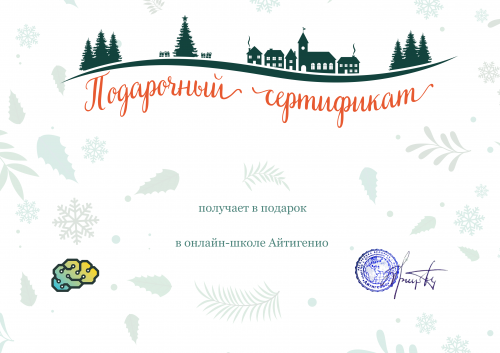 Подарочный сертификат
получает в подарок
в онлайн-школе Айтигенио